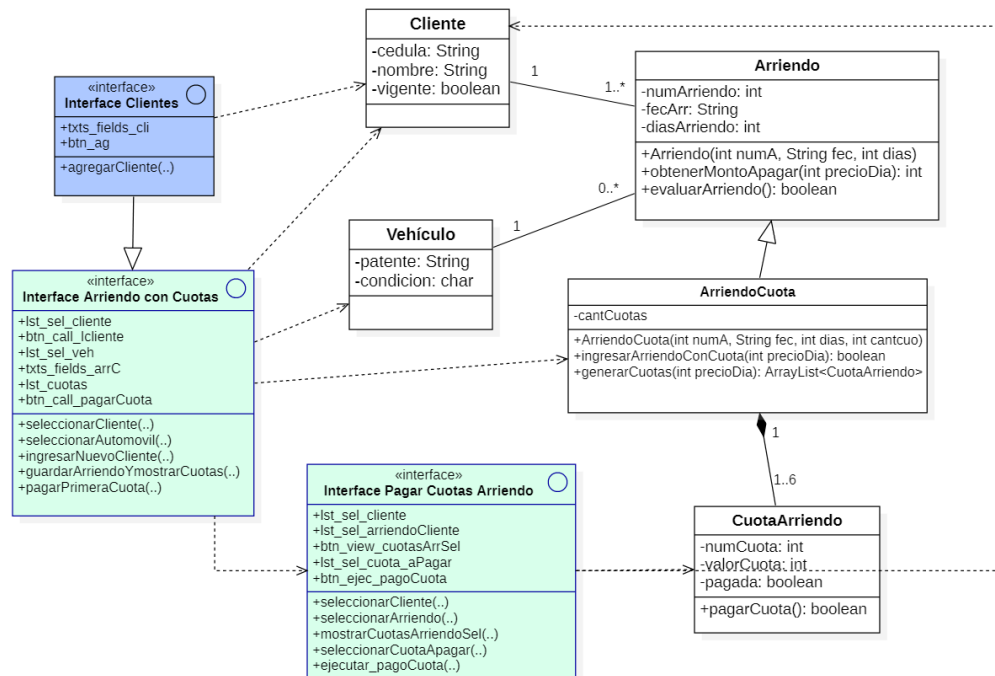 Cliente
-cedula: String
-nombre: String
-vigente: boolean
«interface»
Interface Clientes
+txts_fields_cli
+btn_ag
+agregarCliente(..)
1
1..*
Arriendo
-numArriendo: int
-fecArr: String
-diasArriendo: int
+Arriendo(int numA, String fec, int dias)
+obtenerMontoApagar(int precioDia): int
+evaluarArriendo(): boolean
0..*
1
Vehículo
-patente: String
-condicion: char
«interface»
Interface Arriendo con Cuotas
+lst_sel_cliente
+btn_call_Icliente
+lst_sel_veh
+txts_fields_arrC
+lst_cuotas
+btn_call_pagarCuota
+seleccionarCliente(..)
+seleccionarAutomovil(..)
+ingresarNuevoCliente(..)
+guardarArriendoYmostrarCuotas(..)
+pagarPrimeraCuota(..)
ArriendoCuota
-cantCuotas
+ArriendoCuota(int numA, String fec, int dias, int cantcuo)
+ingresarArriendoConCuota(int precioDia): boolean
+generarCuotas(int precioDia): ArrayList<CuotaArriendo>
1
1..6
«interface»
Interface Pagar Cuotas Arriendo
+lst_sel_cliente
+lst_sel_arriendoCliente
+btn_view_cuotasArrSel
+lst_sel_cuota_aPagar
+btn_ejec_pagoCuota
+seleccionarCliente(..)
+seleccionarArriendo(..)
+mostrarCuotasArriendoSel(..)
+seleccionarCuotaApagar(..)
+ejecutar_pagoCuota(..)
CuotaArriendo
-numCuota: int
-valorCuota: int
-pagada: boolean
+pagarCuota(): boolean